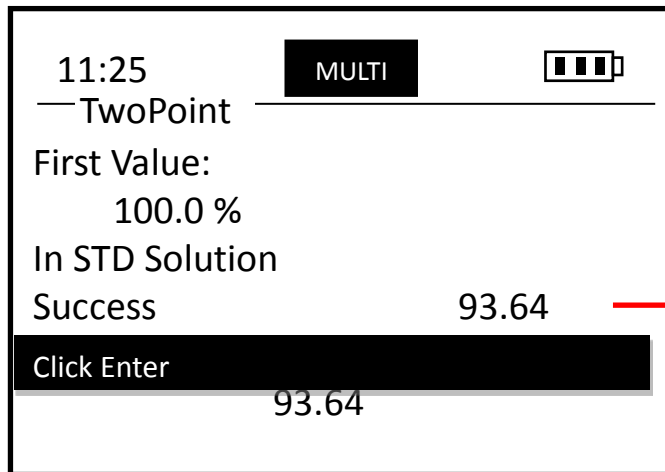 11:25 MULTI
TwoPoint
First Value:
100.0 %
In STD Solution
Success 93.64
Click Enter
93.64